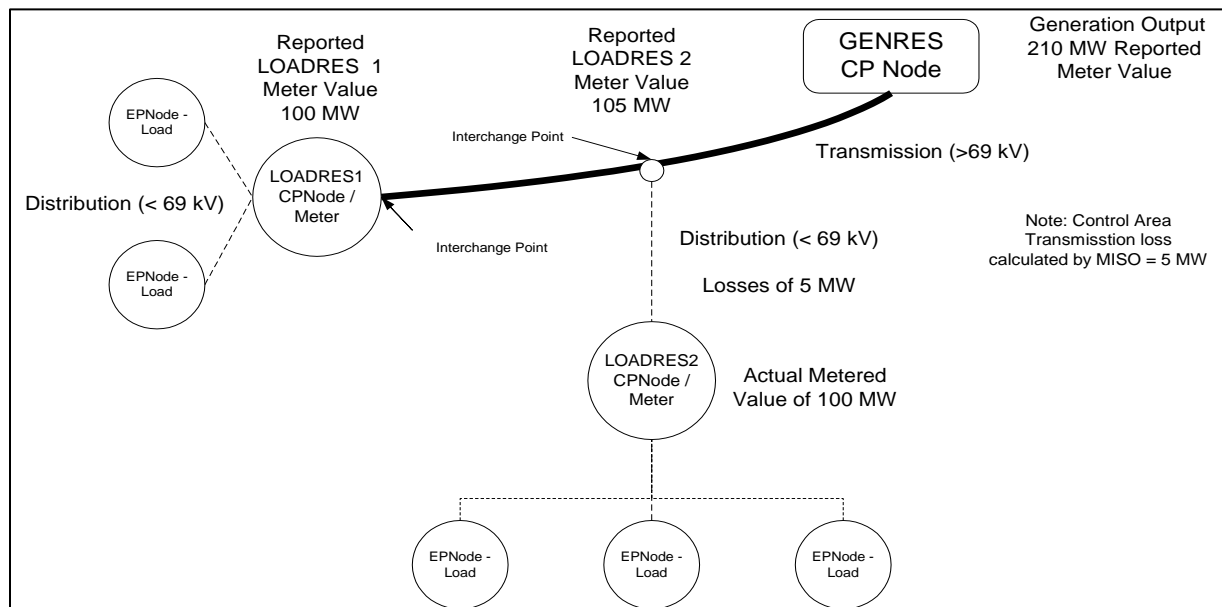 Reported
LOADRES  1
Meter Value
100 MW
Reported
LOADRES 2
Meter Value
105 MW
GENRES
CP Node
Generation Output
210 MW Reported
Meter Value
EPNode -
Load
Interchange Point
Transmission (>69 kV)
LOADRES1
CPNode /
Meter
Distribution (< 69 kV)
Interchange Point
Distribution (< 69 kV)
Note: Control Area
Transmisstion loss
calculated by MISO = 5 MW
EPNode -
Load
Losses of 5 MW
LOADRES2
CPNode /
Meter
Actual Metered
Value of 100 MW
EPNode -
Load
EPNode -
Load
EPNode -
Load